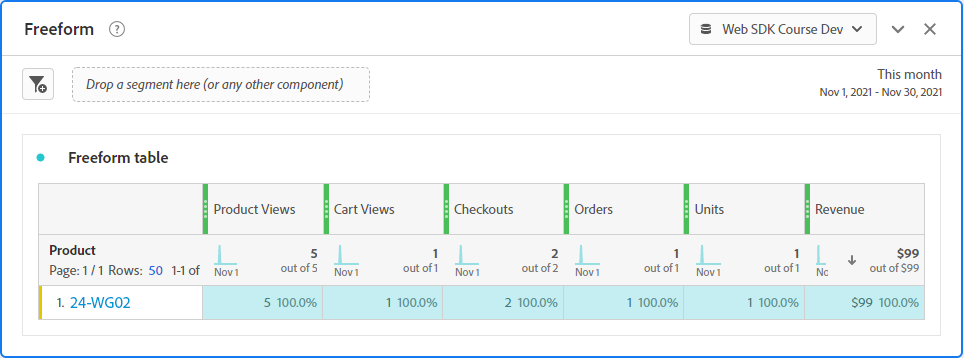 Freeform ? Web SDK Course Dev
Drop a segment here (or any other component)
This month
Nov 1, 2021 - Nov 30, 2021
Freeform table
Product Views Cart Views Checkouts Orders Units Revenue
Product
Page: 1 / 1 Rows: 50 1-1 of
Nov 1 5 out of 5
Nov 1 1 out of 1
Nov 1 2 out of 2
Nov 1 1 out of 1
Nov 1 1 out of 1
Nc $99 out of $99
1. 24-WG02 5 100.0% 1 100.0% 2 100.0% 1 100.0% 1 100.0% $99 100.0%